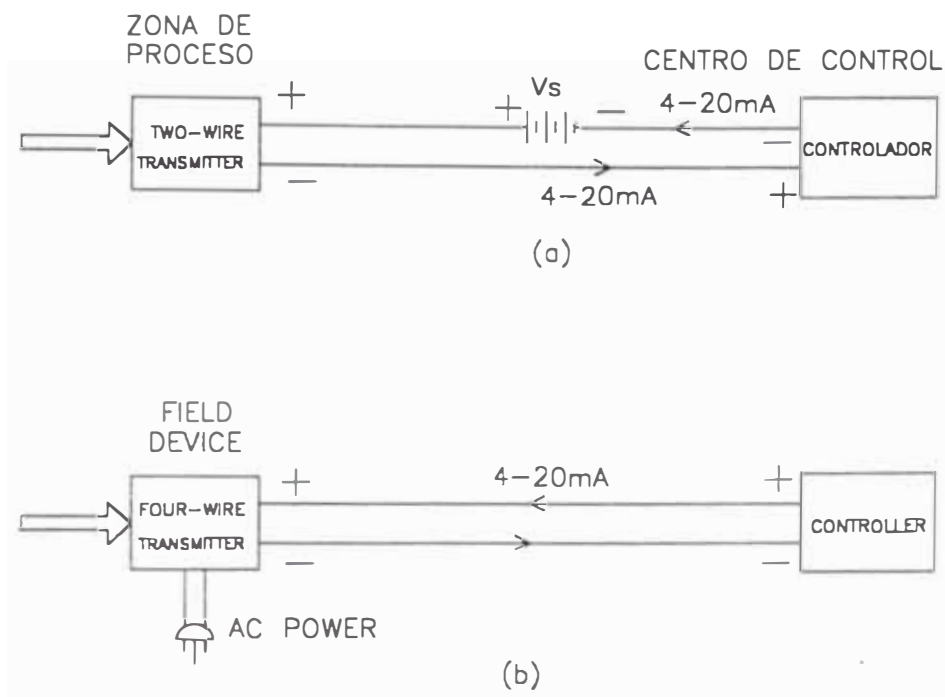 ZONA DE
PROCESO
CENTRO DE CONTROL
+
Vs
+
−
4-20mA
TWO-WIRE
TRANSMITTER
−
CONTROLADOR
−
4-20mA
+
(a)
FIELD
DEVICE
+
4-20mA
+
FOUR-WIRE
TRANSMITTER
CONTROLLER
−
−
AC POWER
(b)